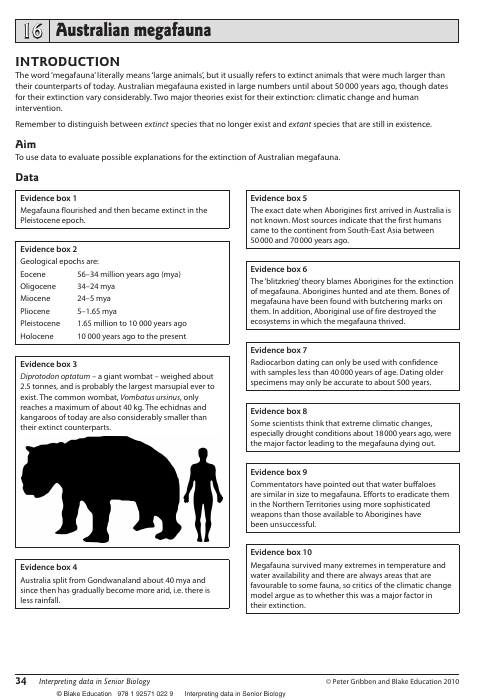 16 Australian megafauna
INTRODUCTION
The word 'megafauna' literally means 'large animals', but it usually refers to extinct animals that were much larger than
their counterparts of today. Australian megafauna existed in large numbers until about 50 000 years ago, though dates
for their extinction vary considerably. Two major theories exist for their extinction: climatic change and human
intervention.
Remember to distinguish between extinct species that no longer exist and extant species that are still in existence.
Aim
To use data to evaluate possible explanations for the extinction of Australian megafauna.
Data
Evidence box 1
Megafauna flourished and then became extinct in the
Pleistocene epoch.
Evidence box 2
Geological epochs are:
Eocene 56–34 million years ago (mya)
Oligocene 34–24 mya
Miocene 24–5 mya
Pliocene 5–1.65 mya
Pleistocene 1.65 million to 10 000 years ago
Holocene 10 000 years ago to the present
Evidence box 3
Diprotodon optatum – a giant wombat – weighed about
2.5 tonnes, and is probably the largest marsupial ever to
exist. The common wombat, Vombatus ursinus, only
reaches a maximum of about 40 kg. The echidnas and
kangaroos of today are also considerably smaller than
their extinct counterparts.
Evidence box 4
Australia split from Gondwanaland about 40 mya and
since then has gradually become more arid, i.e. there is
less rainfall.
Evidence box 5
The exact date when Aborigines first arrived in Australia is
not known. Most sources indicate that the first humans
came to the continent from South-East Asia between
50 000 and 70 000 years ago.
Evidence box 6
The 'blitzkrieg' theory blames Aborigines for the extinction
of megafauna. Aborigines hunted and ate them. Bones of
megafauna have been found with butchering marks on
them. In addition, Aboriginal use of fire destroyed the
ecosystems in which the megafauna thrived.
Evidence box 7
Radiocarbon dating can only be used with confidence
with samples less than 40 000 years of age. Dating older
specimens may only be accurate to about 500 years.
Evidence box 8
Some scientists think that extreme climatic changes,
especially drought conditions about 18 000 years ago, were
the major factor leading to the megafauna dying out.
Evidence box 9
Commentators have pointed out that water buffaloes
are similar in size to megafauna. Efforts to eradicate them
in the Northern Territories using more sophisticated
weapons than those available to Aborigines have
been unsuccessful.
Evidence box 10
Megafauna survived many extremes in temperature and
water availability and there are always areas that are
favourable to some fauna, so critics of the climatic change
model argue as to whether this was a major factor in
their extinction.
34 Interpreting data in Senior Biology © Peter Gribben and Blake Education 2010
© Blake Education 978 1 92571 022 9 Interpreting data in Senior Biology